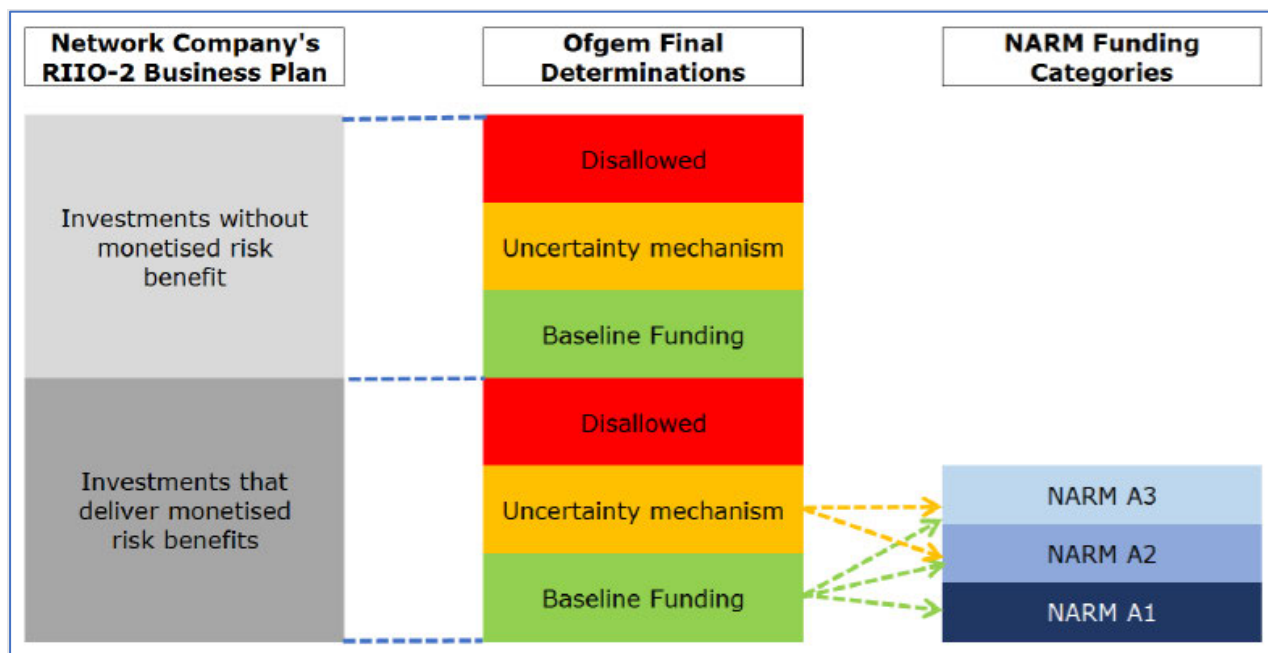 Network Company's
RIIO-2 Business Plan
Ofgem Final
Determinations
NARM Funding
Categories
Investments without
monetised risk
benefit
Disallowed
Uncertainty mechanism
Baseline Funding
Investments that
deliver monetised
risk benefits
Disallowed
Uncertainty mechanism
Baseline Funding
NARM A3
NARM A2
NARM A1